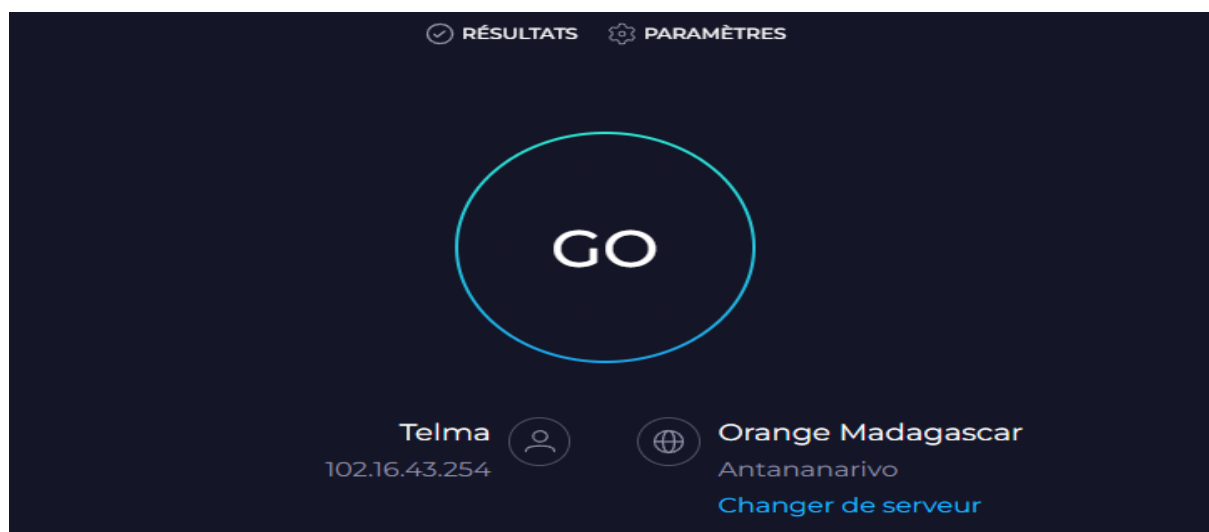 RÉSULTATS PARAMÈTRES
GO
Telma
102.16.43.254
Orange Madagascar
Antananarivo
Changer de serveur